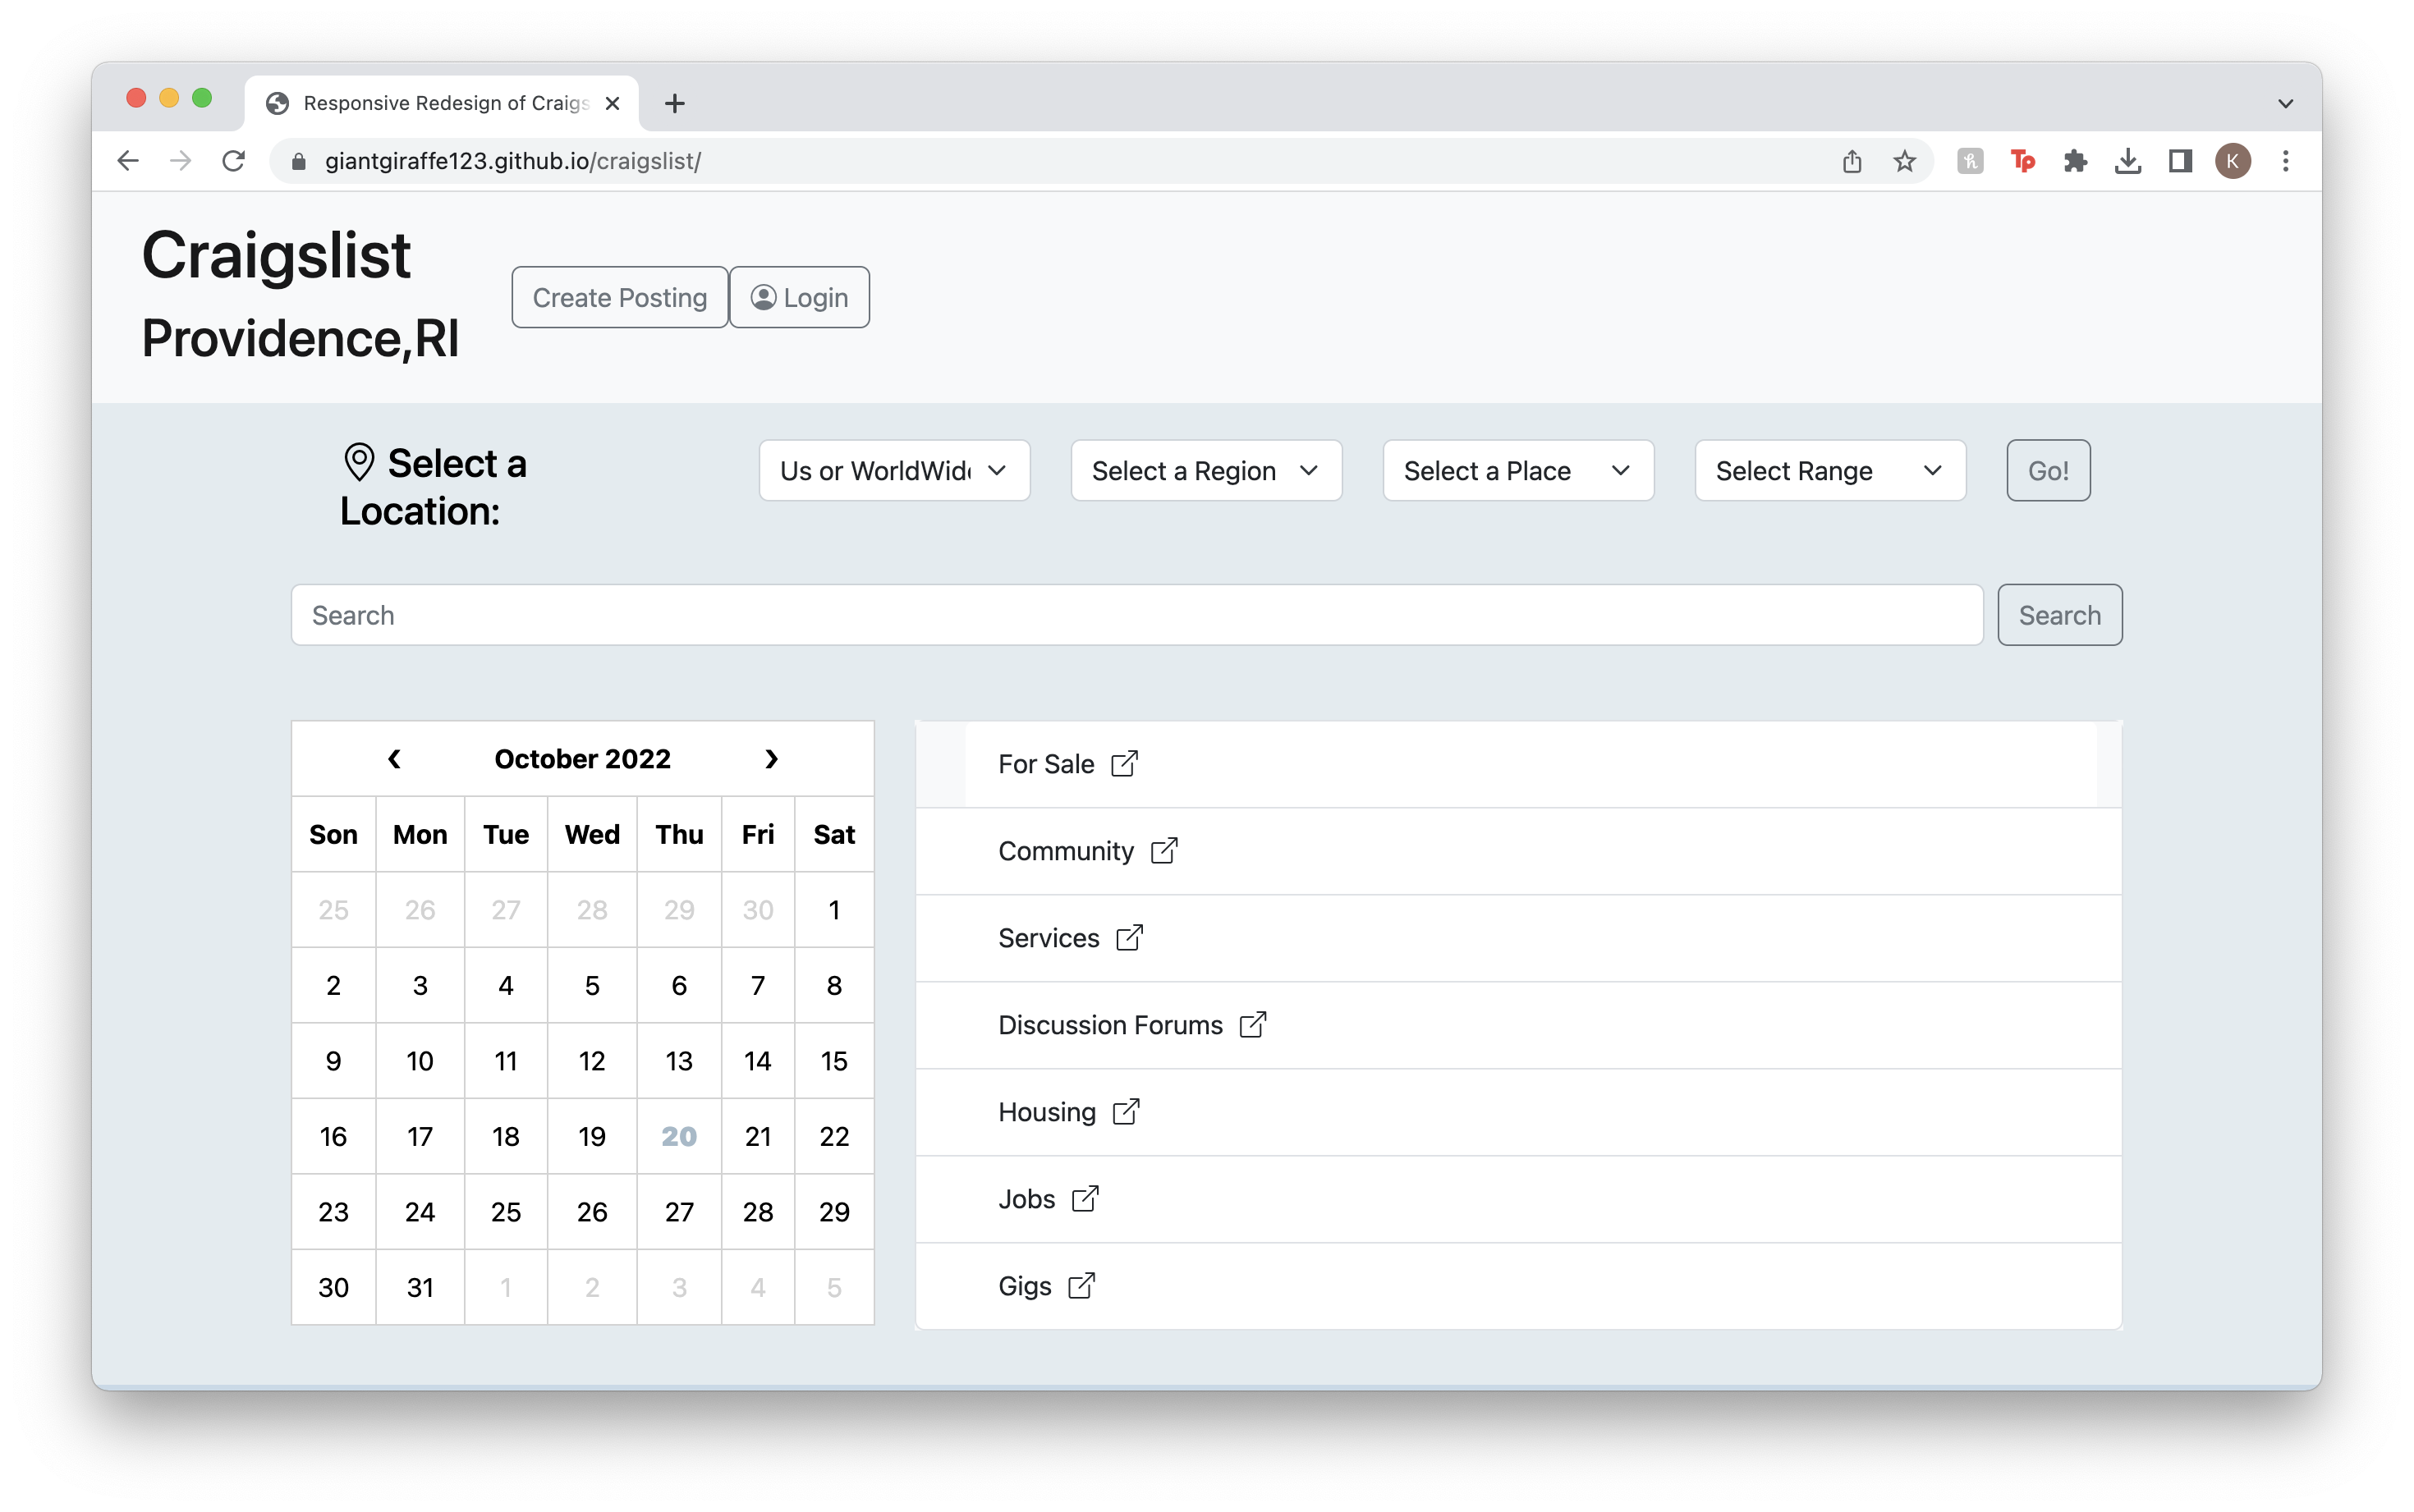 Responsive Redesign of Craigs
giantgiraffe123.github.io/craigslist/
Tp
K
Craigslist
Providence,RI
Create Posting
Login
Select a
Location:
Us or WorldWide
Select a Region
Select a Place
Select Range
Go!
Search
Search
‹ October 2022 ›
Son Mon Tue Wed Thu Fri Sat
25 26 27 28 29 30 1
2 3 4 5 6 7 8
9 10 11 12 13 14 15
16 17 18 19 20 21 22
23 24 25 26 27 28 29
30 31 1 2 3 4 5
For Sale
Community
Services
Discussion Forums
Housing
Jobs
Gigs